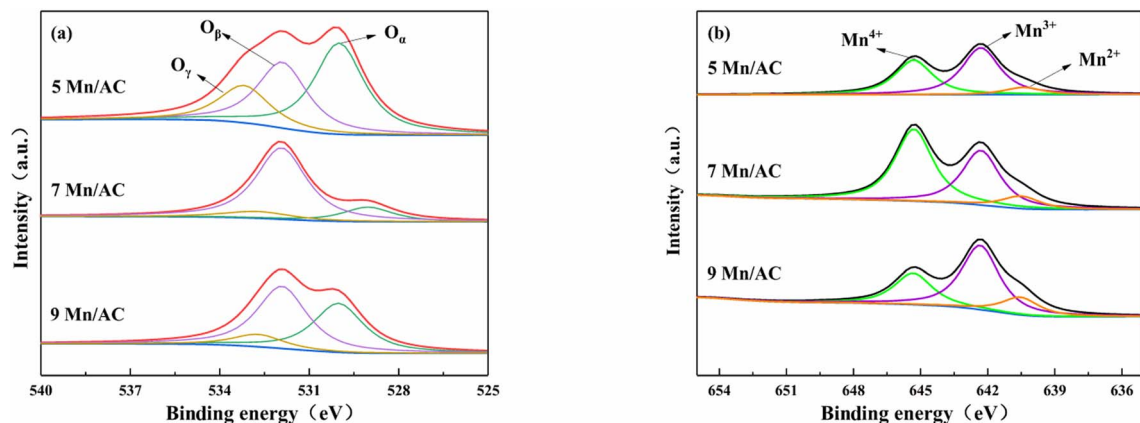 (a)
Oβ
Oα
Oγ
5 Mn/AC
7 Mn/AC
9 Mn/AC
Intensity (a.u.)
540 537 534 531 528 525
Binding energy (eV)
(b)
Mn4+
Mn3+
Mn2+
5 Mn/AC
7 Mn/AC
9 Mn/AC
Intensity (a.u.)
654 651 648 645 642 639 636
Binding energy (eV)